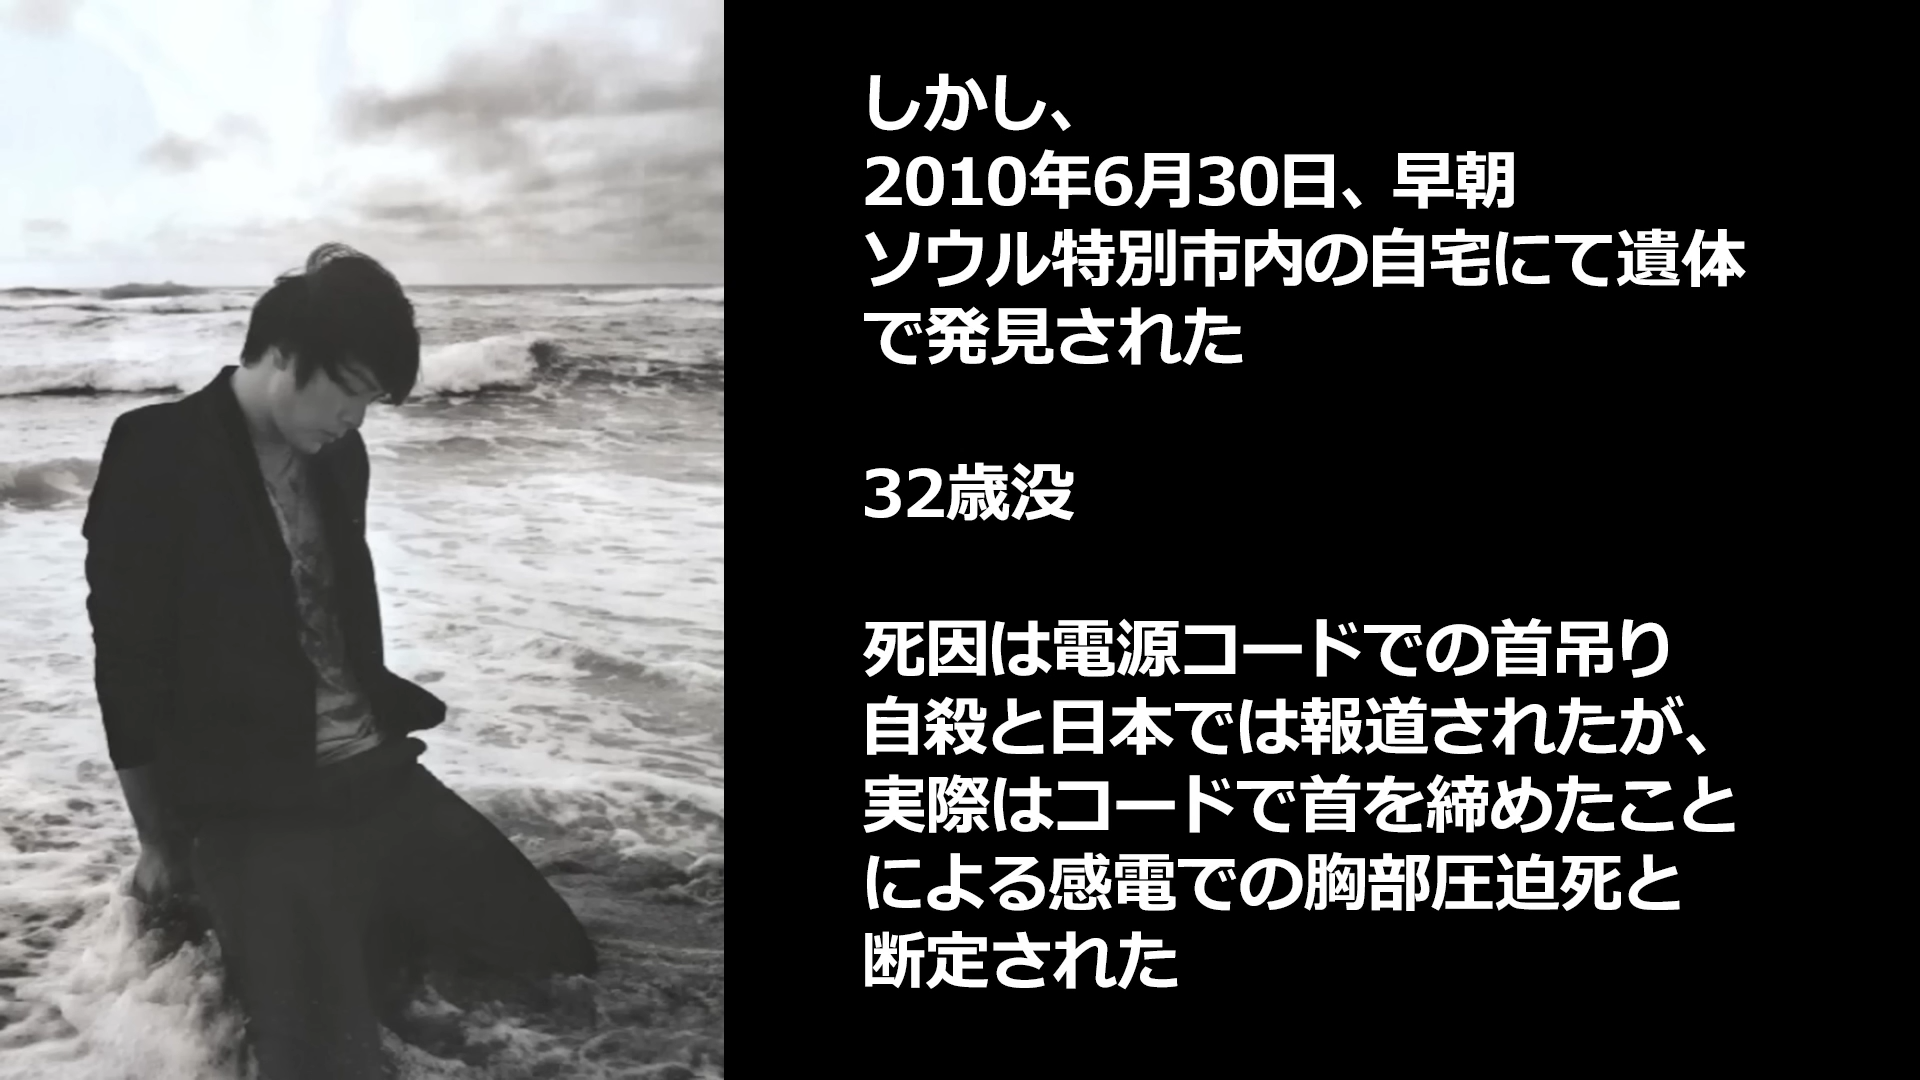 しかし、
2010年6月30日、早朝
ソウル特別市内の自宅にて遺体
で発見された
32歳没
死因は電源コードでの首吊り
自殺と日本では報道されたが、
実際はコードで首を締めたこと
による感電での胸部圧迫死と
断定された